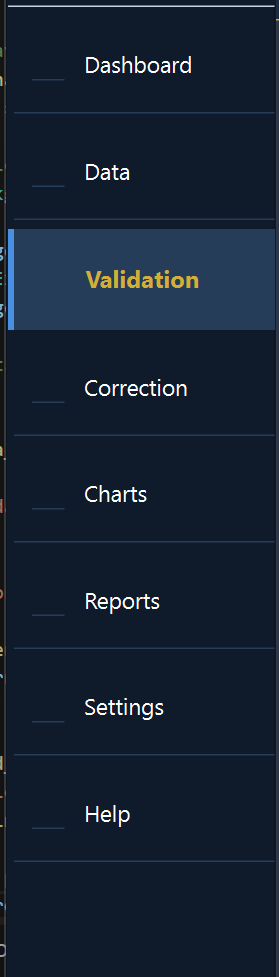 Dashboard
Data
Validation
Correction
Charts
Reports
Settings
Help